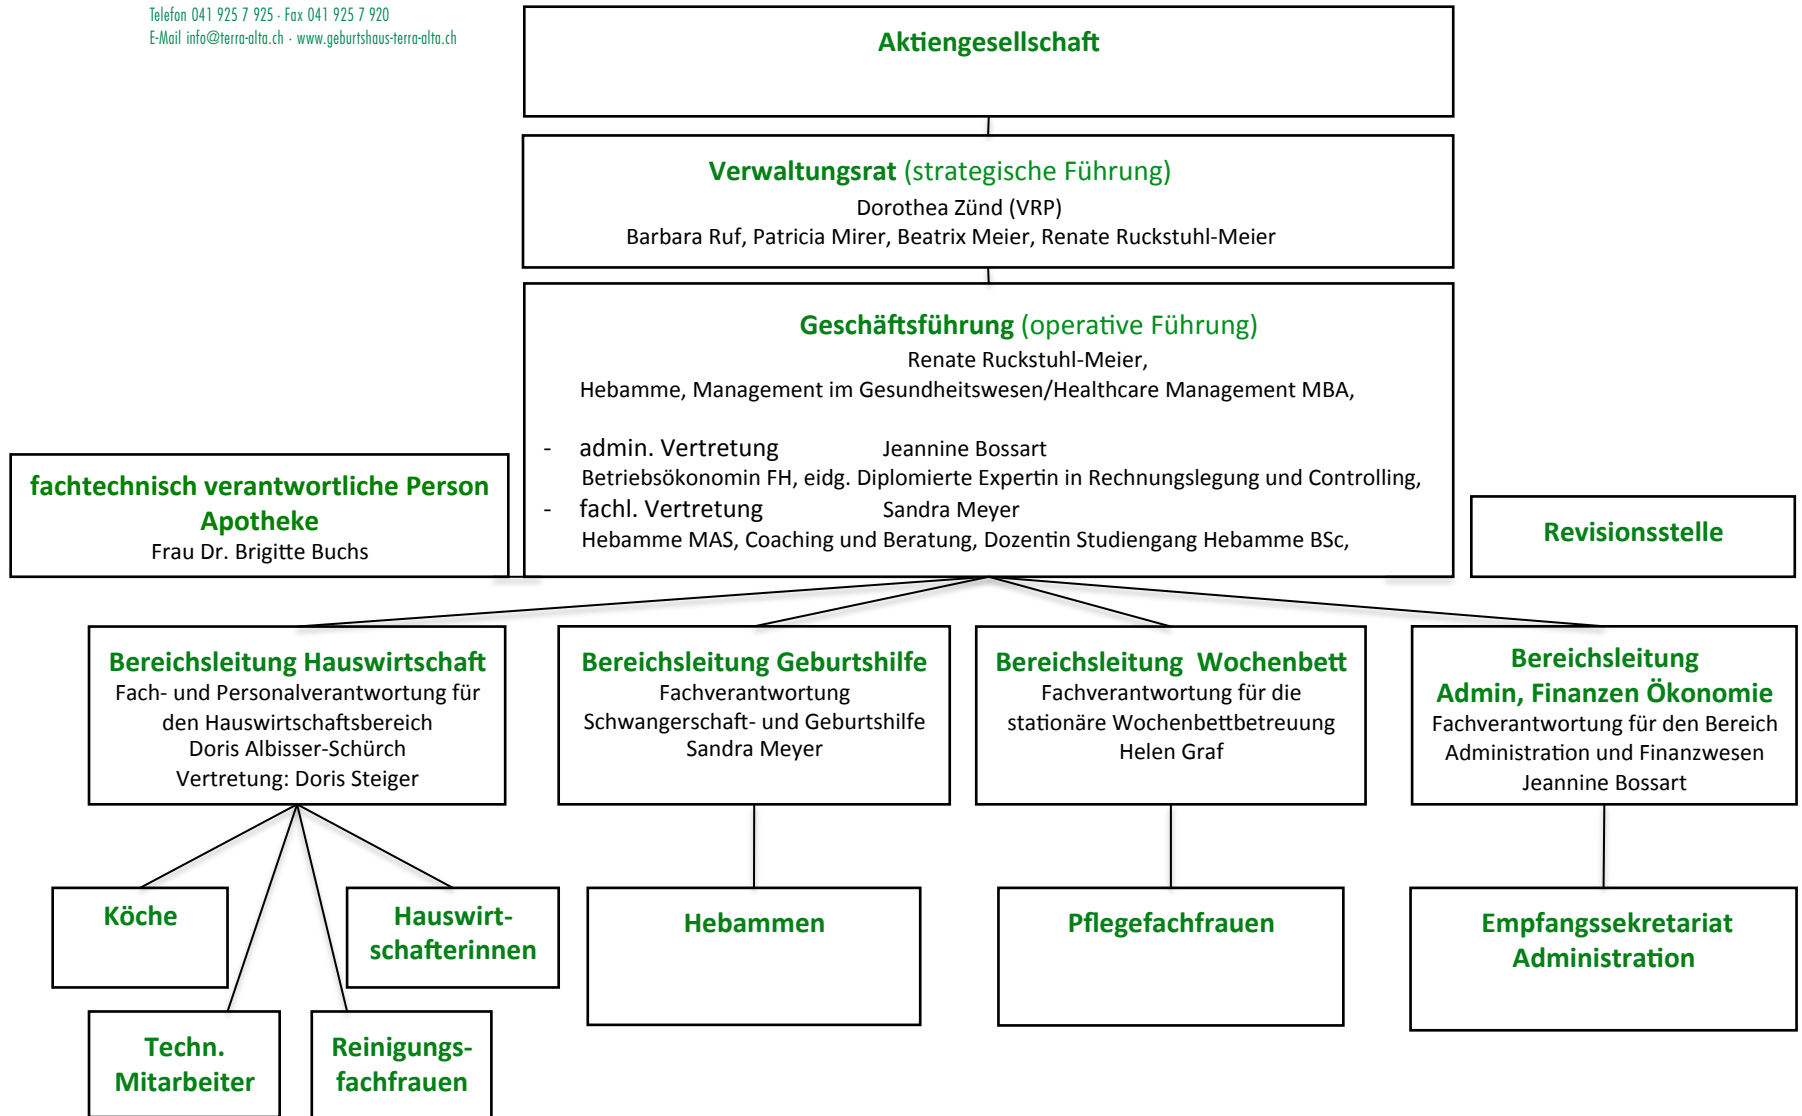 Telefon 041 925 7 925 · Fax 041 925 7 920
E-Mail info@terra-alta.ch · www.geburtshaus-terra-alta.ch
Aktiengesellschaft
Verwaltungsrat (strategische Führung)
Dorothea Zünd (VRP)
Barbara Ruf, Patricia Mirer, Beatrix Meier, Renate Ruckstuhl-Meier
Geschäftsführung (operative Führung)
Renate Ruckstuhl-Meier,
Hebamme, Management im Gesundheitswesen/Healthcare Management MBA,
- admin. Vertretung Jeannine Bossart
Betriebsökonomin FH, eidg. Diplomierte Expertin in Rechnungslegung und Controlling,
- fachl. Vertretung Sandra Meyer
Hebamme MAS, Coaching und Beratung, Dozentin Studiengang Hebamme BSc,
fachtechnisch verantwortliche Person
Apotheke
Frau Dr. Brigitte Buchs
Revisionsstelle
Bereichsleitung Hauswirtschaft
Fach- und Personalverantwortung für
den Hauswirtschaftsbereich
Doris Albisser-Schürch
Vertretung: Doris Steiger
Bereichsleitung Geburtshilfe
Fachverantwortung
Schwangerschaft- und Geburtshilfe
Sandra Meyer
Bereichsleitung Wochenbett
Fachverantwortung für die
stationäre Wochenbettbetreuung
Helen Graf
Bereichsleitung
Admin, Finanzen Ökonomie
Fachverantwortung für den Bereich
Administration und Finanzwesen
Jeannine Bossart
Köche
Hauswirt-
schafterinnen
Techn.
Mitarbeiter
Reinigungs-
fachfrauen
Hebammen
Pflegefachfrauen
Empfangssekretariat
Administration